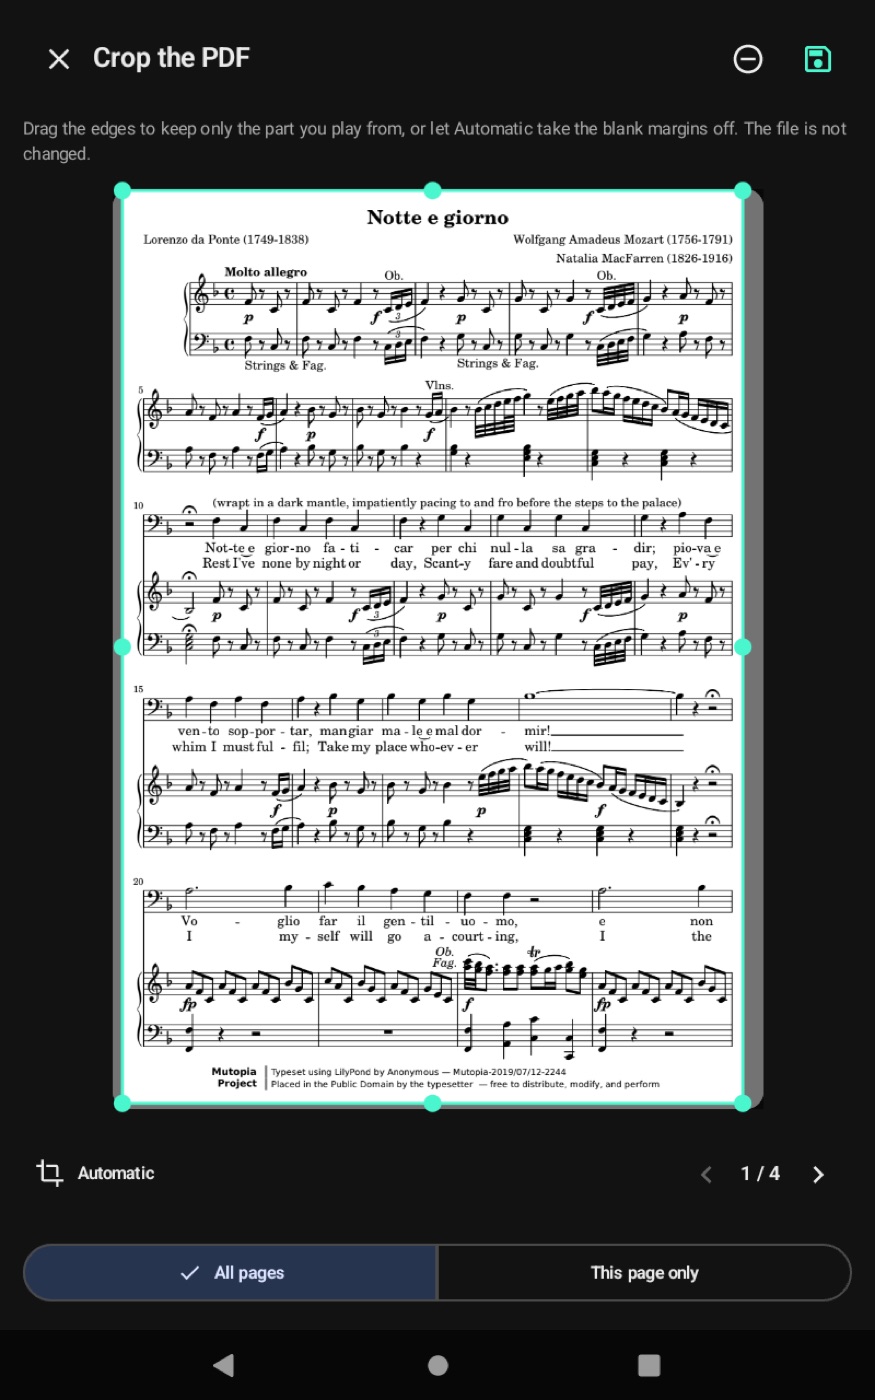 Crop the PDF
Drag the edges to keep only the part you play from, or let Automatic take the blank margins off. The file is not
changed.
Notte e giorno
Lorenzo da Ponte (1749-1838)
Wolfgang Amadeus Mozart (1756-1791)
Natalia MacFarren (1826-1916)
Molto allegro
Ob.
Ob.
p f 3 p f p
3
Strings & Fag.
Strings & Fag.
5
Vlns.
f p f
10
(wrapt in a dark mantle, impatiently pacing to and fro before the steps to the palace)
Not-te e gior-no fa - ti - car per chi nul - la sa gra - dir; pio-va e
Rest I've none by night or day, Scant-y fare and doubtful pay, Ev' - ry
p f 3 p f p
3
15
ven-to sop-por - tar, mangiar ma - le e mal dor - mir!
whim I must ful - fil; Take my place who-ev - er will!
f p p f
20
Vo - glio far il gen - til - uo - mo, e non
I my - self will go a - court - ing, I the
Ob.
Fag.
tr
fp f fp
Mutopia
Project
Typeset using LilyPond by Anonymous — Mutopia-2019/07/12-2244
Placed in the Public Domain by the typesetter — free to distribute, modify, and perform
Automatic
1 / 4
All pages
This page only